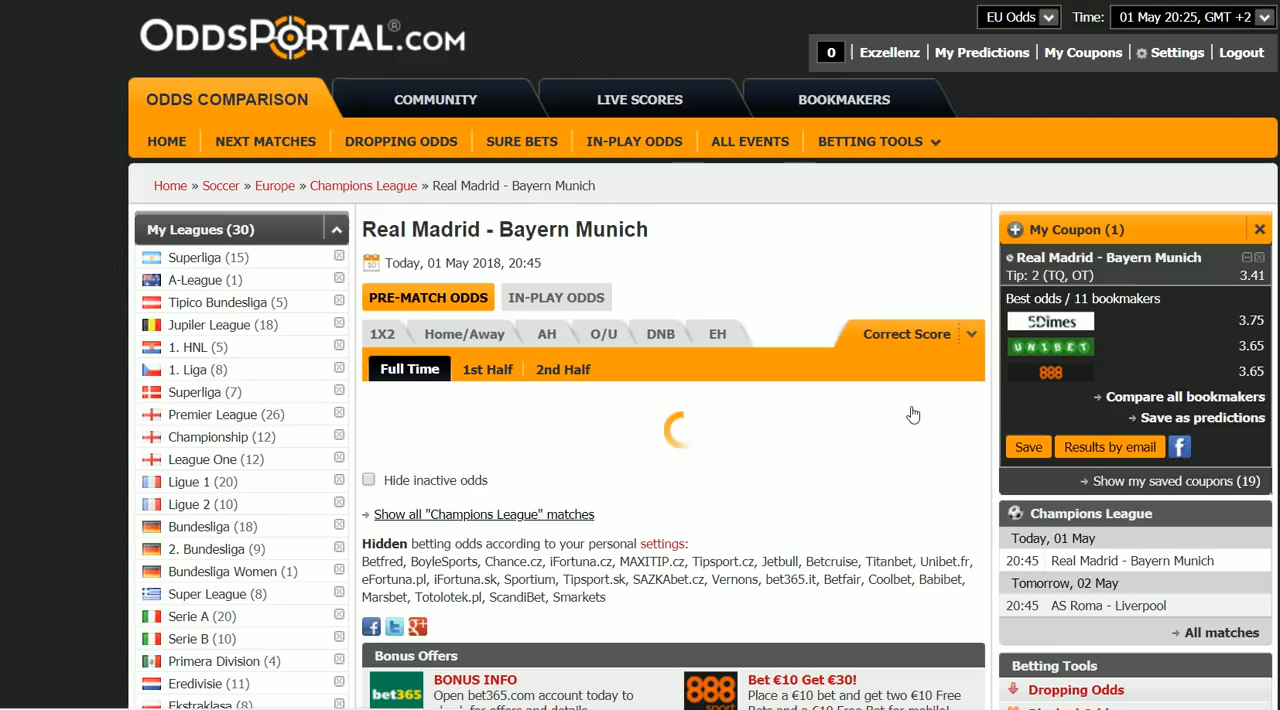 EU Odds Time: 01 May 20:25, GMT +2
ODDSPORTAL®.COM
0 Exzellenz My Predictions My Coupons Settings Logout
ODDS COMPARISON COMMUNITY LIVE SCORES BOOKMAKERS
HOME NEXT MATCHES DROPPING ODDS SURE BETS IN-PLAY ODDS ALL EVENTS BETTING TOOLS
Home » Soccer » Europe » Champions League » Real Madrid - Bayern Munich
My Leagues (30)
Superliga (15)
A-League (1)
Tipico Bundesliga (5)
Jupiler League (18)
1. HNL (5)
1. Liga (8)
Superliga (7)
Premier League (26)
Championship (12)
League One (12)
Ligue 1 (20)
Ligue 2 (10)
Bundesliga (18)
2. Bundesliga (9)
Bundesliga Women (1)
Super League (8)
Serie A (20)
Serie B (10)
Primera Division (4)
Eredivisie (11)
Ekstraklasa (8)
Real Madrid - Bayern Munich
10 Today, 01 May 2018, 20:45
PRE-MATCH ODDS IN-PLAY ODDS
1X2 Home/Away AH O/U DNB EH Correct Score
Full Time 1st Half 2nd Half
Hide inactive odds
Show all "Champions League" matches
Hidden betting odds according to your personal settings:
Betfred, BoyleSports, Chance.cz, iFortuna.cz, MAXITIP.cz, Tipsport.cz, Jetbull, Betcruise, Titanbet, Unibet.fr,
eFortuna.pl, iFortuna.sk, Sportium, Tipsport.sk, SAZKAbet.cz, Vernons, bet365.it, Betfair, Coolbet, Babibet,
Marsbet, Totolotek.pl, ScandiBet, Smarkets
Bonus Offers
bet365 BONUS INFO
Open bet365.com account today to
888 sport Bet €10 Get €30!
Place a €10 bet and get two €10 Free
My Coupon (1)
Real Madrid - Bayern Munich
Tip: 2 (TQ, OT) 3.41
Best odds / 11 bookmakers
5Dimes 3.75
UNIBET 3.65
888 3.65
Compare all bookmakers
Save as predictions
Save Results by email
Show my saved coupons (19)
Champions League
Today, 01 May
20:45 Real Madrid - Bayern Munich
Tomorrow, 02 May
20:45 AS Roma - Liverpool
All matches
Betting Tools
Dropping Odds